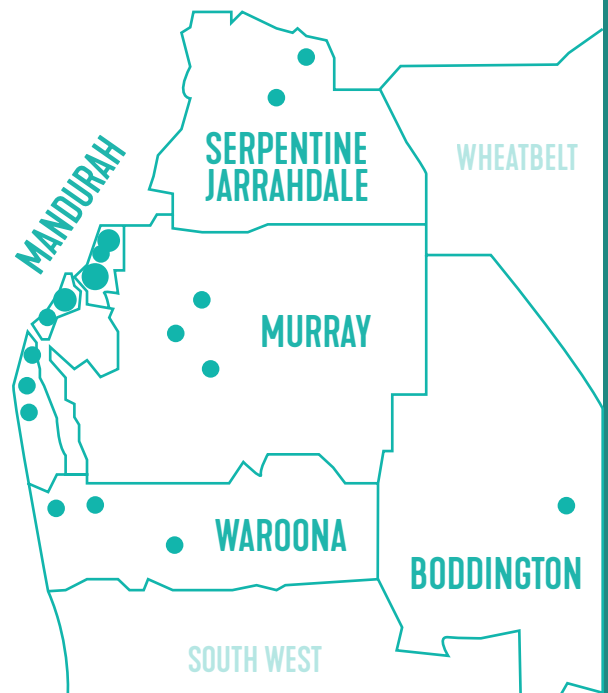 SERPENTINE
JARRAHDALE
WHEATBELT
MANDURAH
MURRAY
WAROONA
BODDINGTON
SOUTH WEST